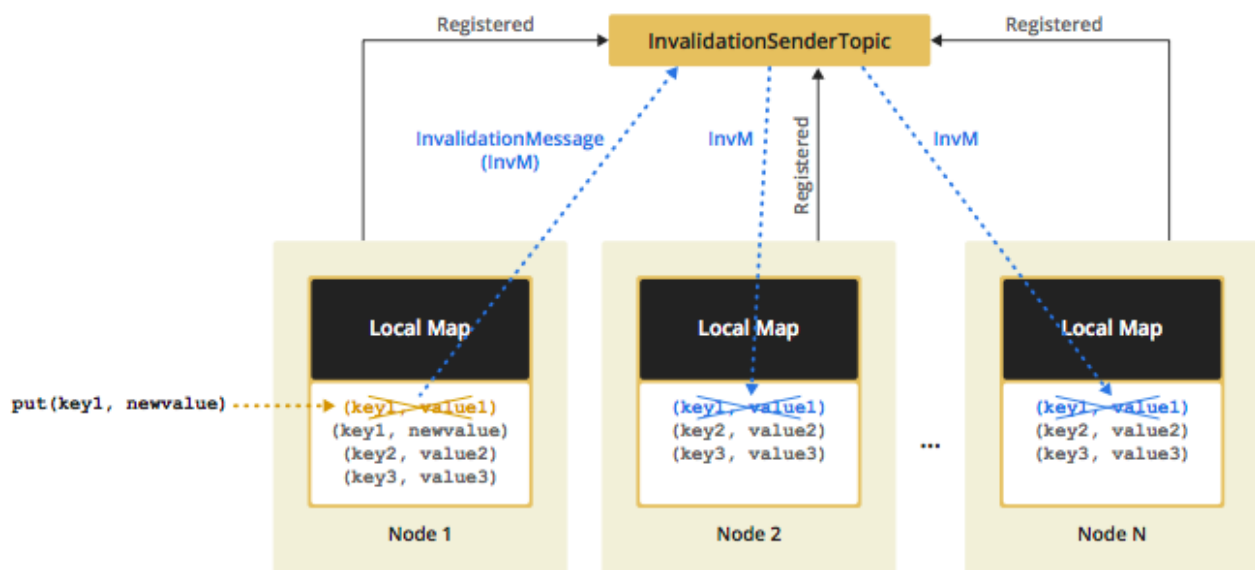 Registered
InvalidationSenderTopic
Registered
InvalidationMessage
(InvM)
InvM
Registered
InvM
Local Map
Local Map
Local Map
put(key1, newvalue)
(key1, value1)
(key1, newvalue)
(key2, value2)
(key3, value3)
(key1, value1)
(key2, value2)
(key3, value3)
...
(key1, value1)
(key2, value2)
(key3, value3)
Node 1
Node 2
Node N